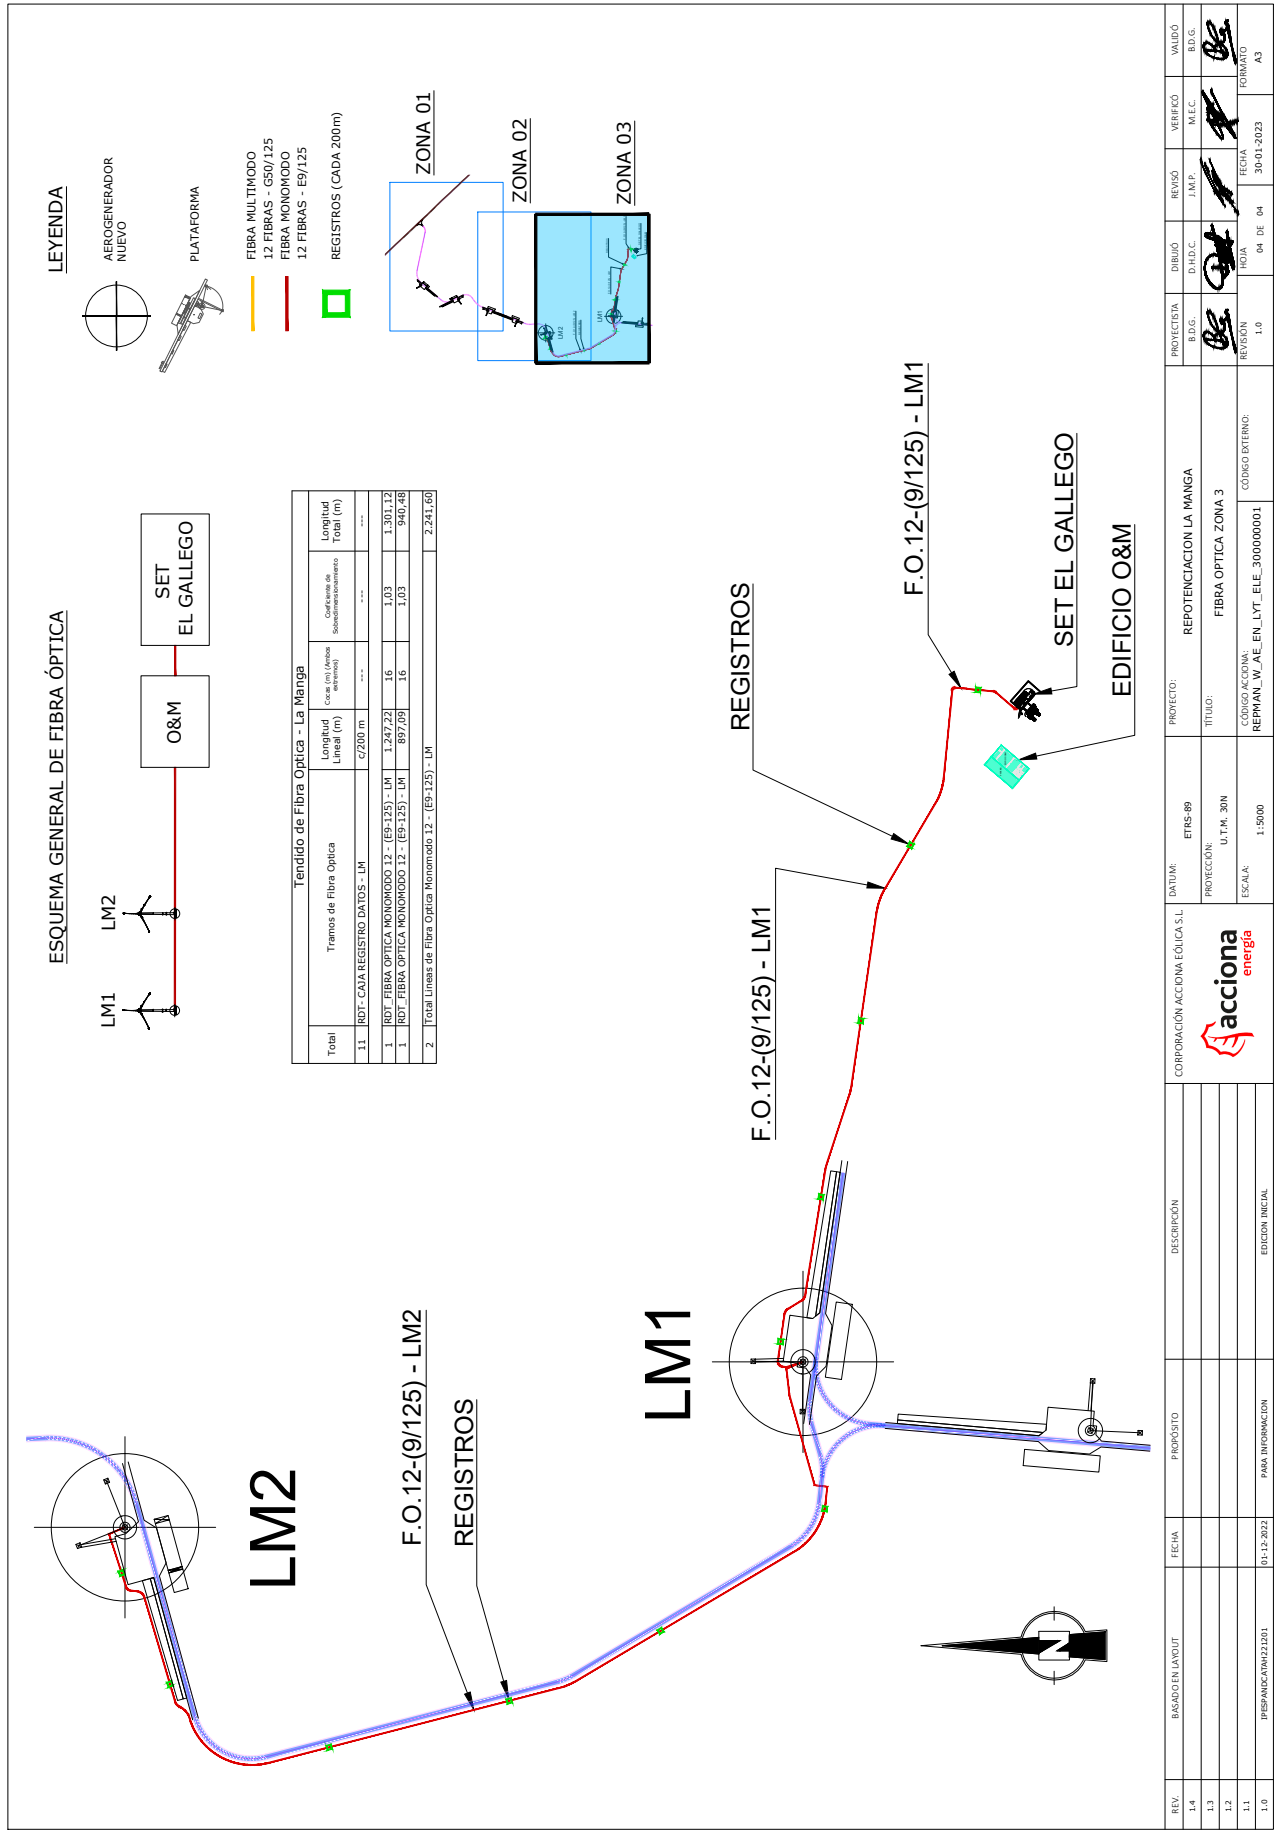 ESQUEMA GENERAL DE FIBRA ÓPTICA
LM1
LM2
O&M
SET
EL GALLEGO
LEYENDA
AEROGENERADOR
NUEVO
PLATAFORMA
FIBRA MULTIMODO
12 FIBRAS - G50/125
FIBRA MONOMODO
12 FIBRAS - E9/125
REGISTROS (CADA 200m)
Tendido de Fibra Optica - La Manga
Total
Tramos de Fibra Optica
Longitud
Lineal (m)
Cocas (m) (Ambos
extremos)
Coeficiente de
Sobredimensionamiento
Longitud
Total (m)
11 RDT- CAJA REGISTRO DATOS - LM c/200 m --- --- ---
1 RDT_FIBRA OPTICA MONOMODO 12 - (E9-125) - LM 1.247,22 16 1,03 1.301,12
1 RDT_FIBRA OPTICA MONOMODO 12 - (E9-125) - LM 897,09 16 1,03 940,48
2 Total Lineas de Fibra Optica Monomodo 12 - (E9-125) - LM 2.241,60
ZONA 01
ZONA 02
ZONA 03
LM2
LM1
LM2
F.O.12-(9/125) - LM2
REGISTROS
LM1
F.O.12-(9/125) - LM1
REGISTROS
F.O.12-(9/125) - LM1
SET EL GALLEGO
EDIFICIO O&M
N
REV.
BASADO EN LAYOUT
FECHA
PROPÓSITO
DESCRIPCIÓN
1.4
1.3
1.2
1.1
1.0 IPESPANDCATAH221201 01-12-2022 PARA INFORMACION EDICION INICIAL
CORPORACIÓN ACCIONA EÓLICA S.L.
acciona
energía
DATUM:
ETRS-89
PROYECCIÓN:
U.T.M. 30N
ESCALA:
1:5000
PROYECTO:
REPOTENCIACION LA MANGA
TÍTULO:
FIBRA OPTICA ZONA 3
CÓDIGO ACCIONA:
REPMAN_W_AE_EN_LYT_ELE_300000001
CÓDIGO EXTERNO:
PROYECTISTA DIBUJÓ REVISÓ VERIFICÓ VALIDÓ
B.D.G. D.H.D.C. J.M.P. M.E.C. B.D.G.
REVISIÓN HOJA FECHA FORMATO
1.0 04 DE 04 30-01-2023 A3